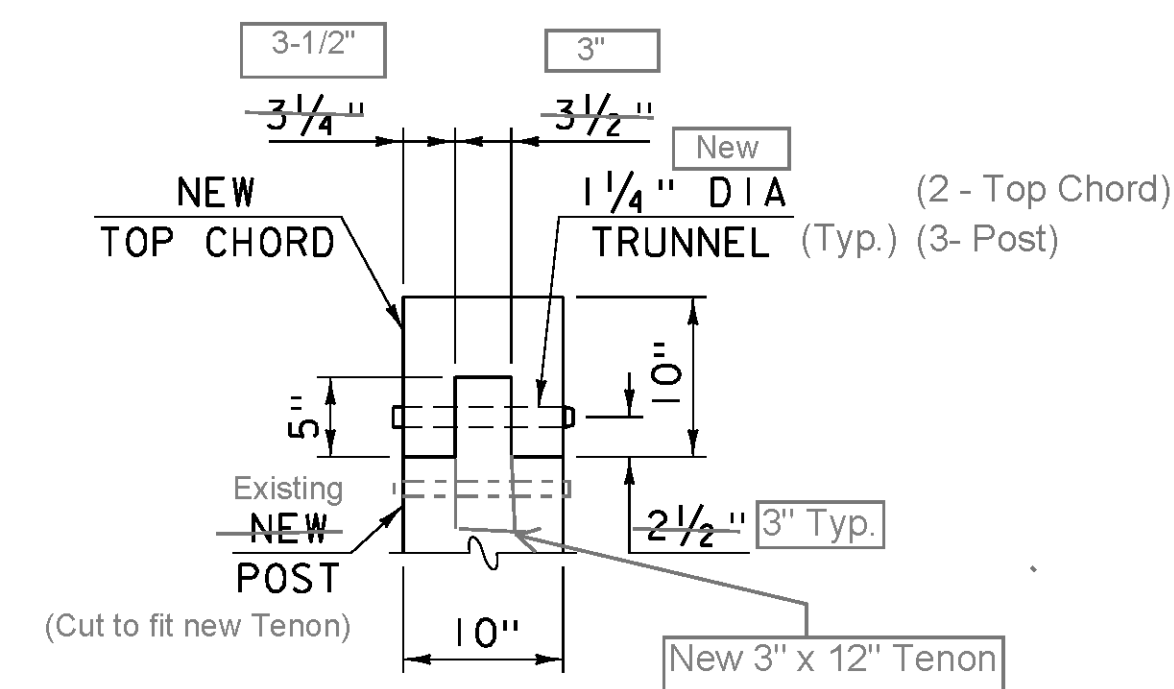 3-1/2"
3"
3 1/4"
3 1/2"
New
NEW
TOP CHORD
1 1/4" DIA
TRUNNEL
(Typ.)
(2 - Top Chord)
(3- Post)
10"
5"
Existing
NEW
POST
(Cut to fit new Tenon)
2 1/2"
3" Typ.
10"
New 3" x 12" Tenon